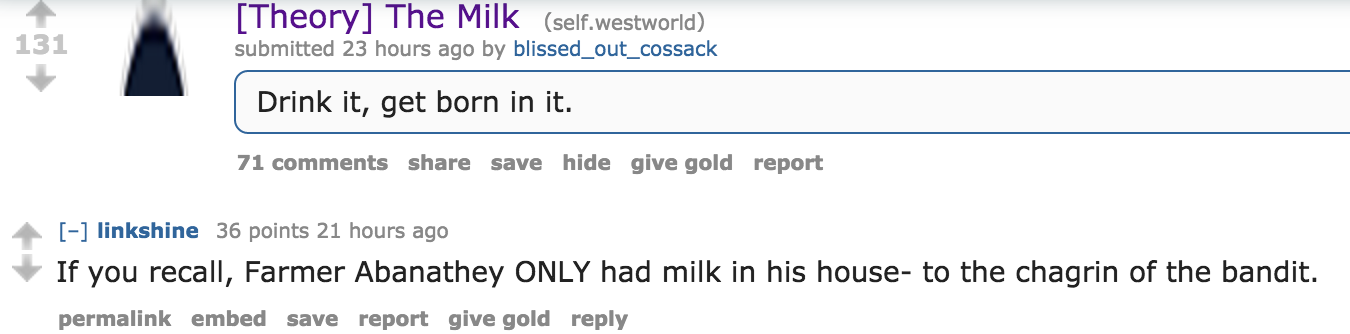 [Theory] The Milk (self.westworld)
131
submitted 23 hours ago by blissed_out_cossack
Drink it, get born in it.
71 comments share save hide give gold report
[–] linkshine 36 points 21 hours ago
If you recall, Farmer Abanathey ONLY had milk in his house- to the chagrin of the bandit.
permalink embed save report give gold reply